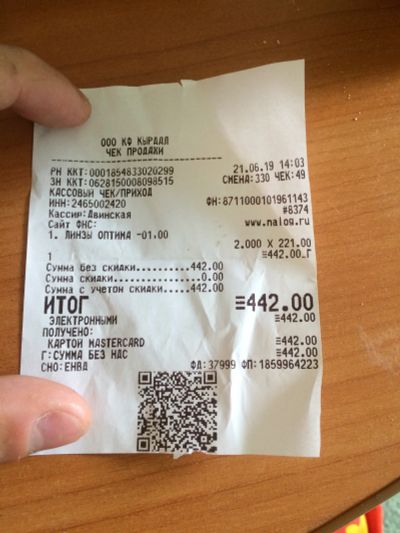 ООО КФ КЫРДАЛ
ЧЕК ПРОДАЖИ
РН ККТ:0001854833020299 21.06.19 14:03
ЗН ККТ:0628150008098515 СМЕНА:330 ЧЕК:49
КАССОВЫЙ ЧЕК/ПРИХОД
ИНН:2465002420 ФН:8711000101961143
Кассир:Двинская #8374
Сайт ФНС: www.nalog.ru
1. ЛИНЗЫ ОПТИМА -01.00
2.000 X 221.00
1 ≡442.00_Г
Сумма без скидки..........442.00
Сумма скидки..............0.00
Сумма с учетом скидки.....442.00
ИТОГ ≡442.00
ЭЛЕКТРОННЫМИ ≡442.00
ПОЛУЧЕНО:
КАРТОЙ MASTERCARD ≡442.00
Г:СУММА БЕЗ НДС ≡442.00
СНО:ЕНВД ФД:37999 ФП:1859964223